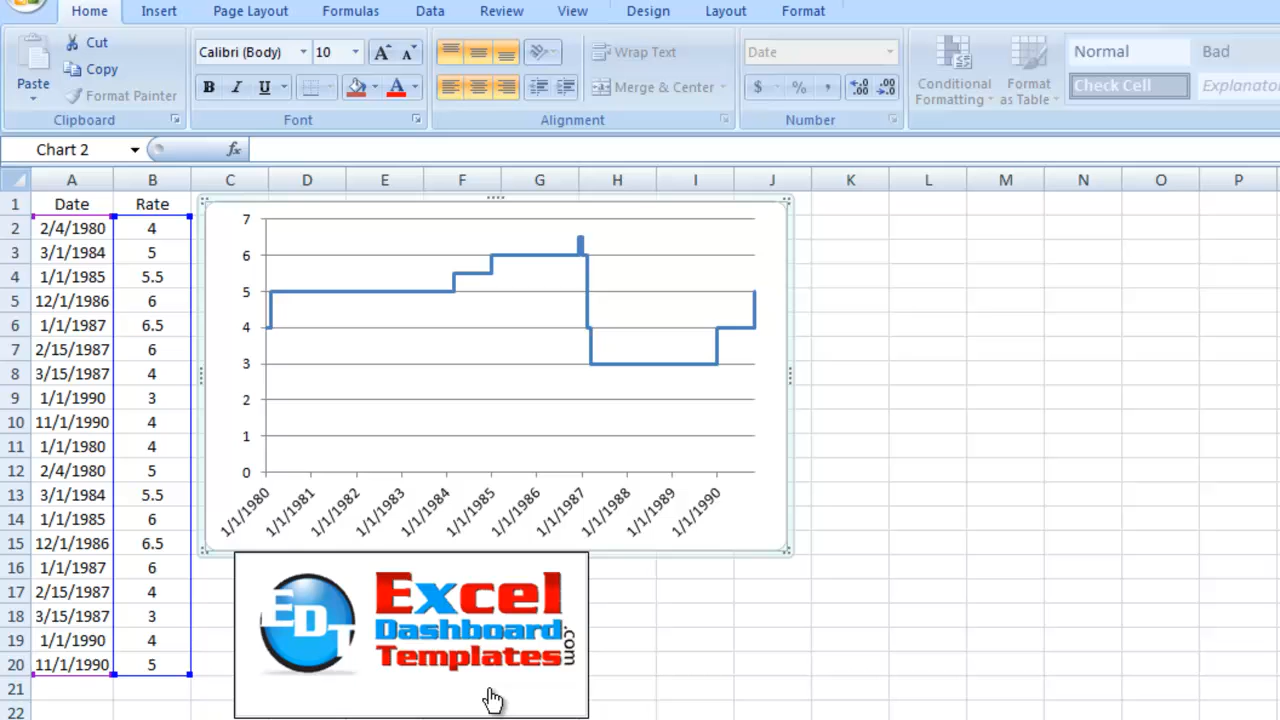 Home Insert Page Layout Formulas Data Review View Design Layout Format
Paste
Cut
Copy
Format Painter
Clipboard
Calibri (Body) 10 A A
B I U A
Font
Wrap Text
Merge & Center
Alignment
Date
$ % , .0 .00 .00 .0
Number
Conditional Formatting
Format as Table
Normal Bad
Check Cell Explanato
Chart 2 fx
A B C D E F G H I J K L M N O P
1 Date Rate
2 2/4/1980 4
3 3/1/1984 5
4 1/1/1985 5.5
5 12/1/1986 6
6 1/1/1987 6.5
7 2/15/1987 6
8 3/15/1987 4
9 1/1/1990 3
10 11/1/1990 4
11 1/1/1980 4
12 2/4/1980 5
13 3/1/1984 5.5
14 1/1/1985 6
15 12/1/1986 6.5
16 1/1/1987 6
17 2/15/1987 4
18 3/15/1987 3
19 1/1/1990 4
20 11/1/1990 5
21
22
7
6
5
4
3
2
1
0
1/1/1980 1/1/1981 1/1/1982 1/1/1983 1/1/1984 1/1/1985 1/1/1986 1/1/1987 1/1/1988 1/1/1989 1/1/1990
EDT
Excel
Dashboard
Templates
.com